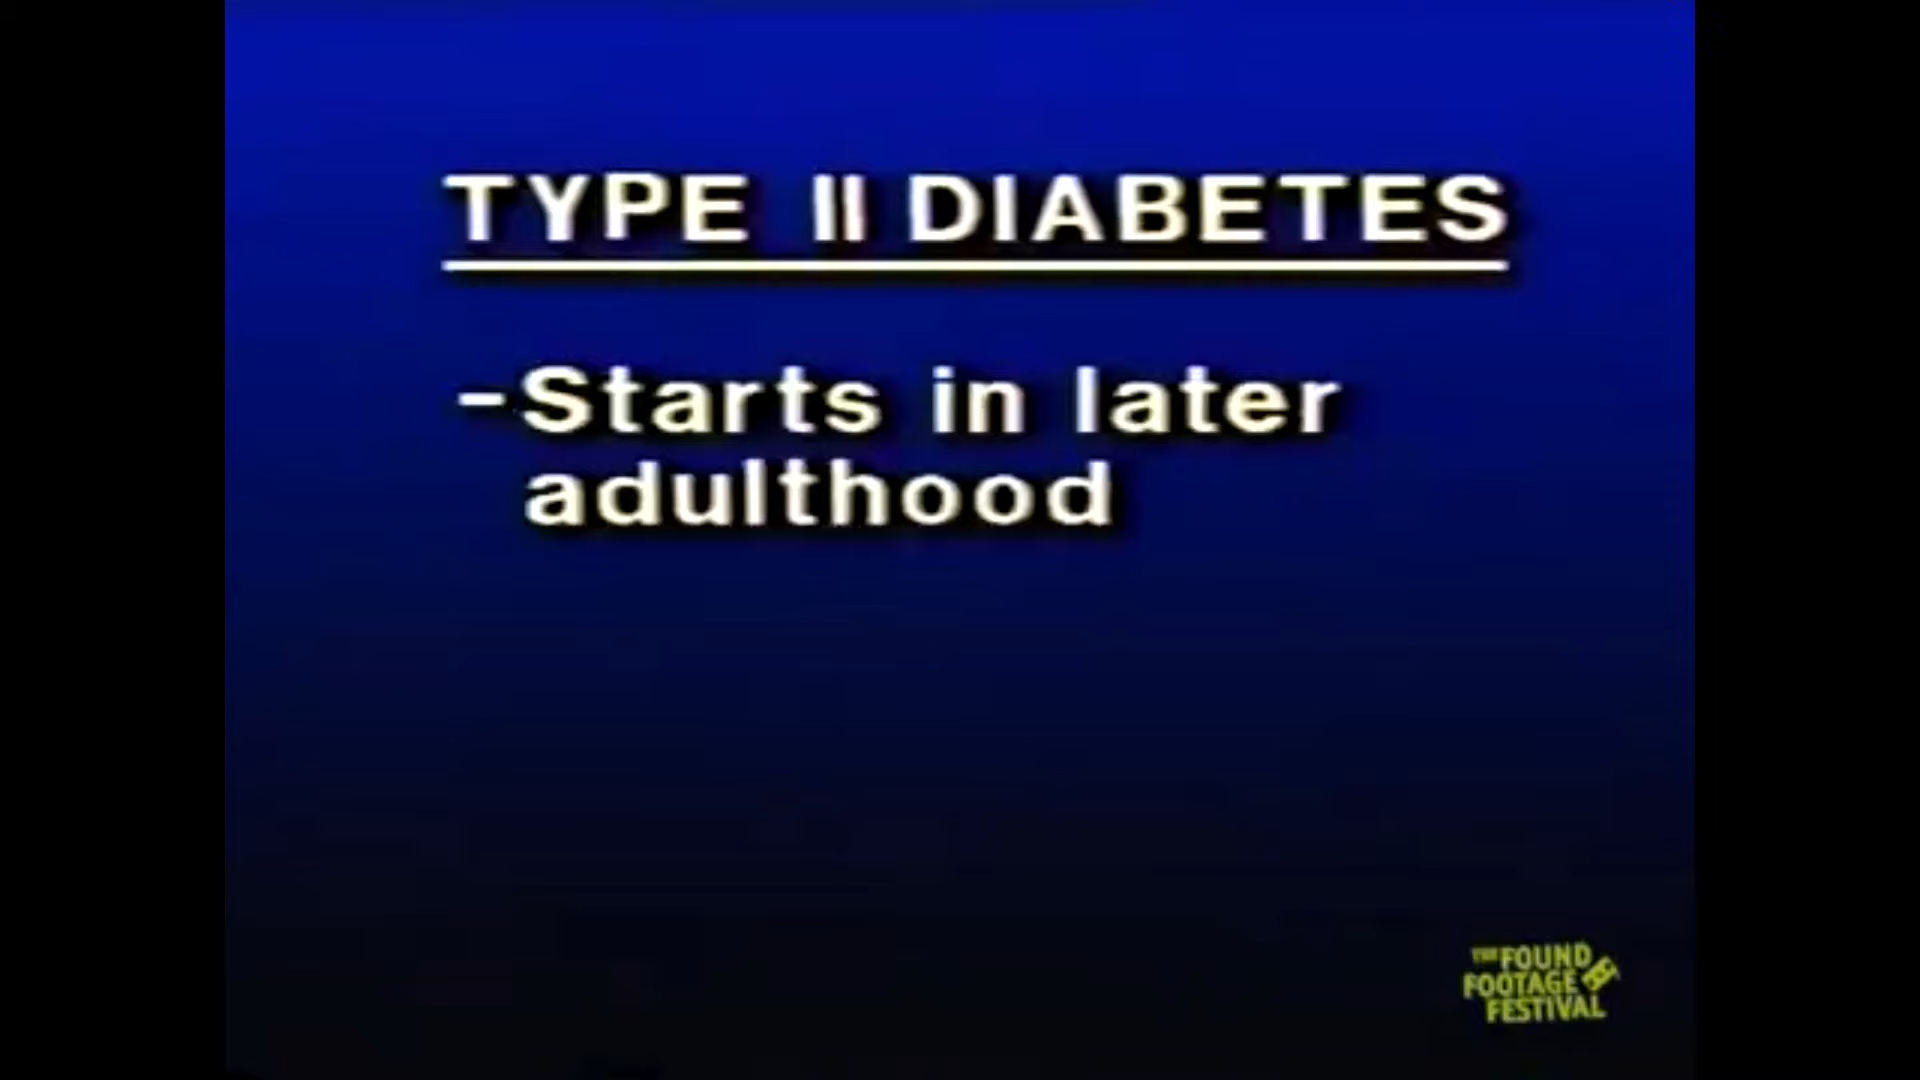 TYPE II DIABETES
-Starts in later
adulthood
THE FOUND
FOOTAGE
FESTIVAL